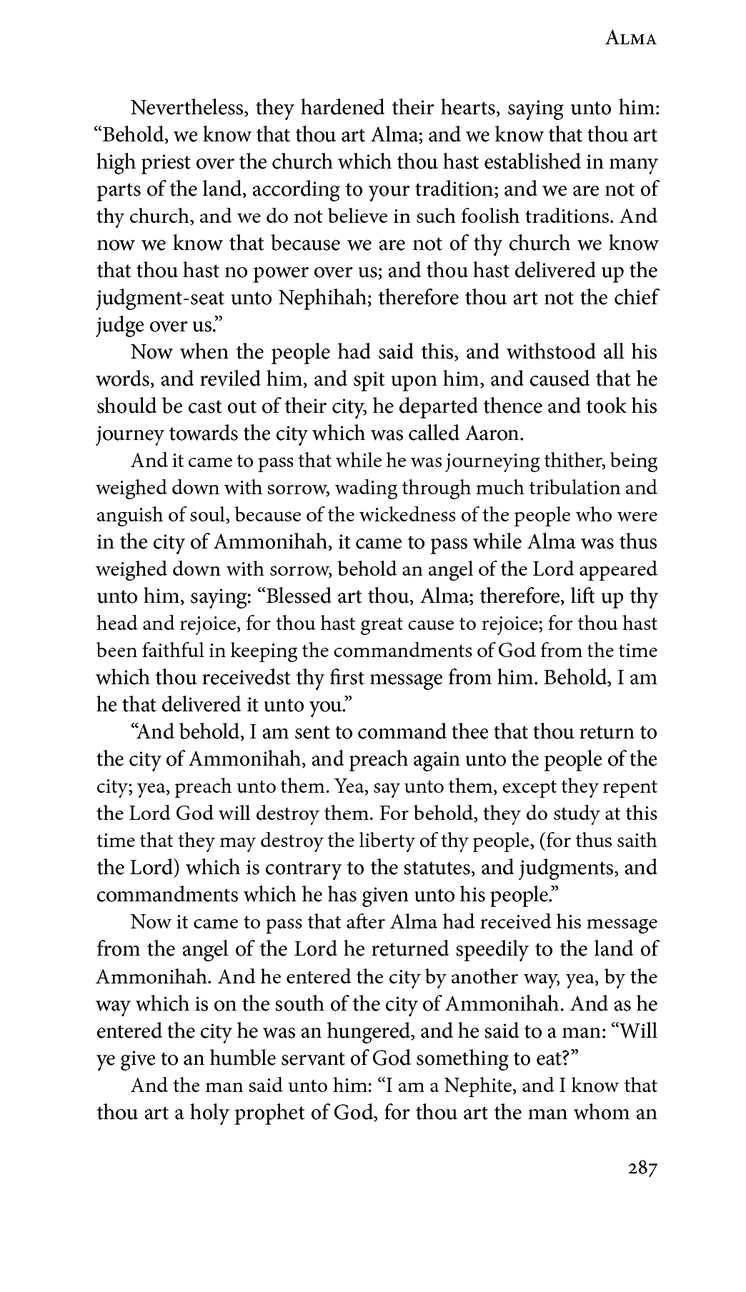 Alma
Nevertheless, they hardened their hearts, saying unto him:
“Behold, we know that thou art Alma; and we know that thou art
high priest over the church which thou hast established in many
parts of the land, according to your tradition; and we are not of
thy church, and we do not believe in such foolish traditions. And
now we know that because we are not of thy church we know
that thou hast no power over us; and thou hast delivered up the
judgment-seat unto Nephihah; therefore thou art not the chief
judge over us.”
Now when the people had said this, and withstood all his
words, and reviled him, and spit upon him, and caused that he
should be cast out of their city, he departed thence and took his
journey towards the city which was called Aaron.
And it came to pass that while he was journeying thither, being
weighed down with sorrow, wading through much tribulation and
anguish of soul, because of the wickedness of the people who were
in the city of Ammonihah, it came to pass while Alma was thus
weighed down with sorrow, behold an angel of the Lord appeared
unto him, saying: “Blessed art thou, Alma; therefore, lift up thy
head and rejoice, for thou hast great cause to rejoice; for thou hast
been faithful in keeping the commandments of God from the time
which thou receivedst thy first message from him. Behold, I am
he that delivered it unto you.”
“And behold, I am sent to command thee that thou return to
the city of Ammonihah, and preach again unto the people of the
city; yea, preach unto them. Yea, say unto them, except they repent
the Lord God will destroy them. For behold, they do study at this
time that they may destroy the liberty of thy people, (for thus saith
the Lord) which is contrary to the statutes, and judgments, and
commandments which he has given unto his people.”
Now it came to pass that after Alma had received his message
from the angel of the Lord he returned speedily to the land of
Ammonihah. And he entered the city by another way, yea, by the
way which is on the south of the city of Ammonihah. And as he
entered the city he was an hungered, and he said to a man: “Will
ye give to an humble servant of God something to eat?”
And the man said unto him: “I am a Nephite, and I know that
thou art a holy prophet of God, for thou art the man whom an
287